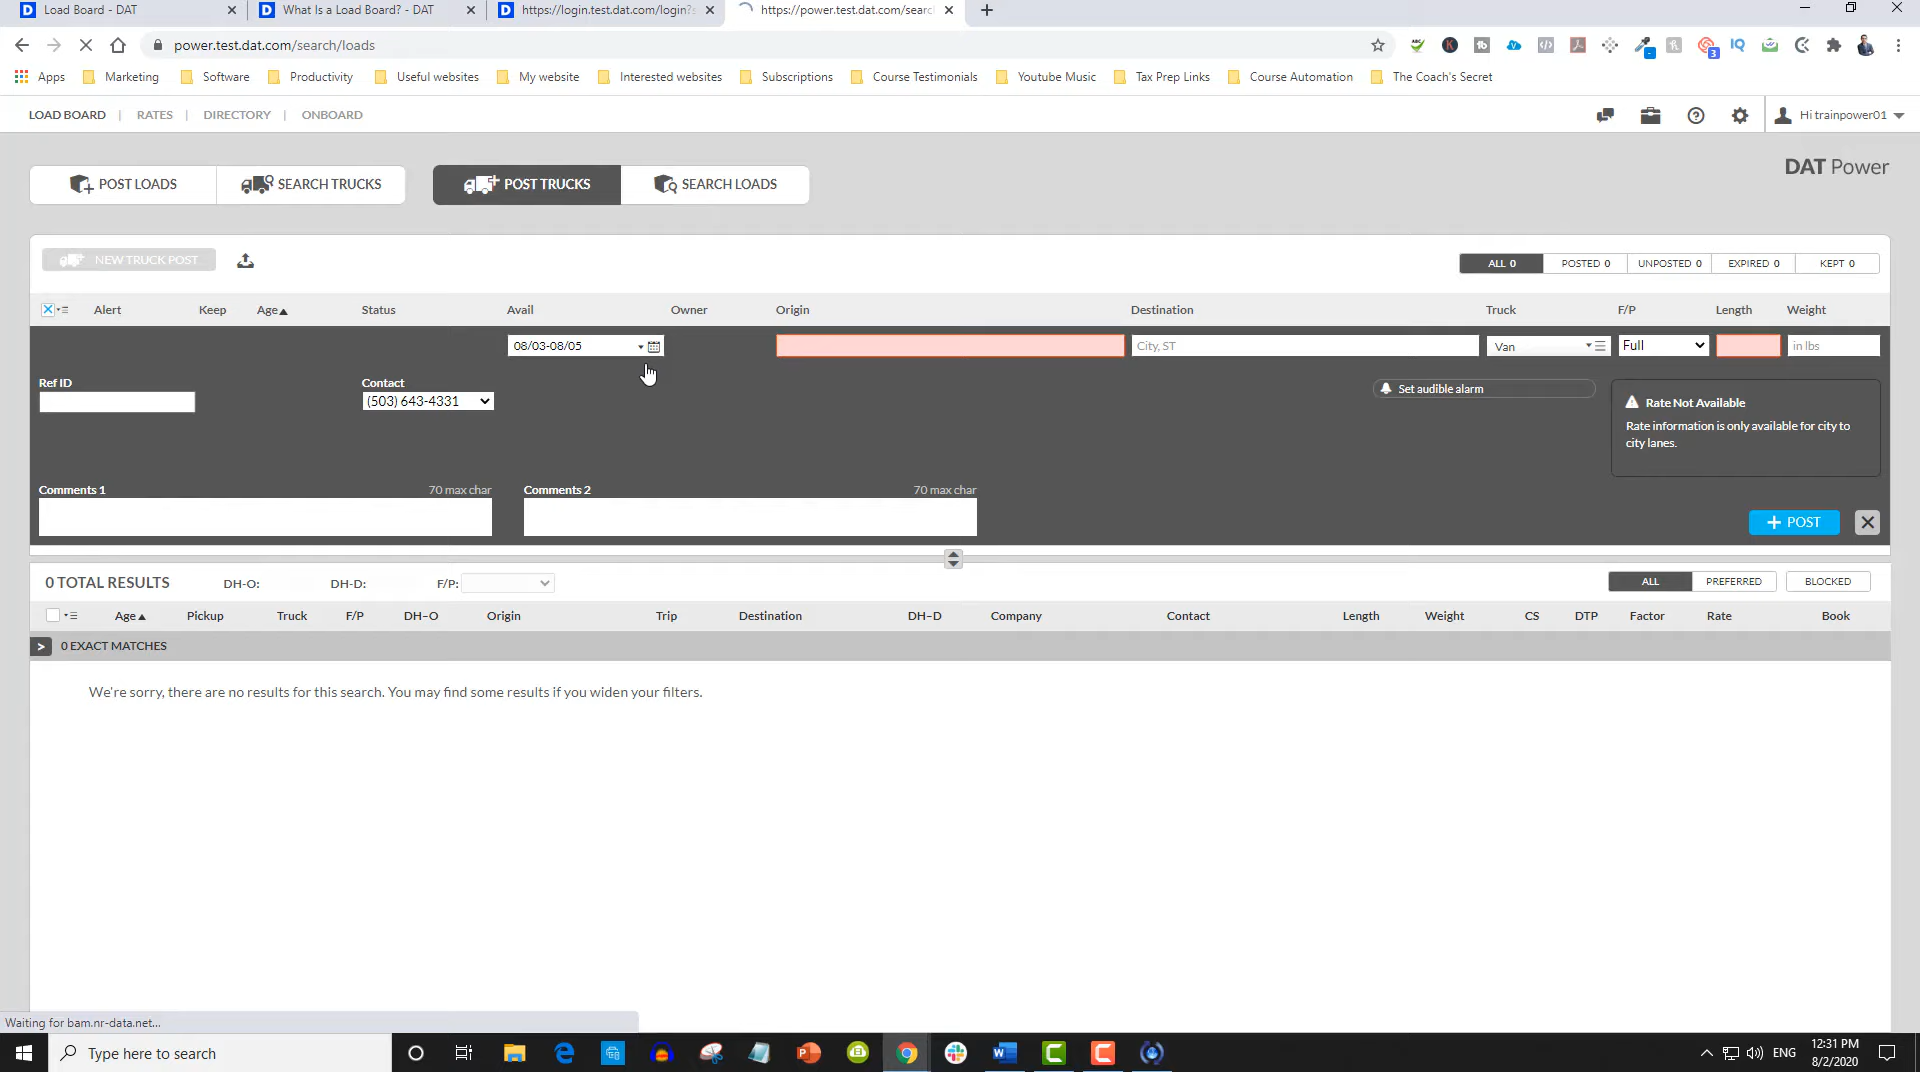 Load Board - DAT
What Is a Load Board? - DAT
https://login.test.dat.com/login?s
https://power.test.dat.com/searc
power.test.dat.com/search/loads
Apps Marketing Software Productivity Useful websites My website Interested websites Subscriptions Course Testimonials Youtube Music Tax Prep Links Course Automation The Coach's Secret
LOAD BOARD | RATES | DIRECTORY | ONBOARD
Hi trainpower01
POST LOADS SEARCH TRUCKS POST TRUCKS SEARCH LOADS
DAT Power
NEW TRUCK POST
ALL 0 POSTED 0 UNPOSTED 0 EXPIRED 0 KEPT 0
Alert Keep Age Status Avail Owner Origin Destination Truck F/P Length Weight
08/03-08/05 City, ST Van Full in lbs
Ref ID
Contact
(503) 643-4331
Set audible alarm
Rate Not Available
Rate information is only available for city to
city lanes.
Comments 1 70 max char
Comments 2 70 max char
+ POST
0 TOTAL RESULTS DH-O: DH-D: F/P:
ALL PREFERRED BLOCKED
Age Pickup Truck F/P DH–O Origin Trip Destination DH–D Company Contact Length Weight CS DTP Factor Rate Book
0 EXACT MATCHES
We're sorry, there are no results for this search. You may find some results if you widen your filters.
Waiting for bam.nr-data.net...
Type here to search
ENG
12:31 PM
8/2/2020